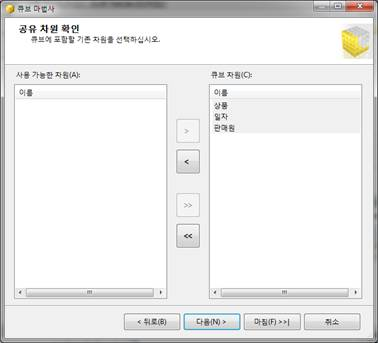 큐브 마법사
공유 차원 확인
큐브에 포함할 기존 차원을 선택하십시오.
사용 가능한 차원(A):
이름
큐브 차원(C):
이름
상품
일자
판매원
>
<
>>
<<
< 뒤로(B)
다음(N) >
마침(F) >>|
취소